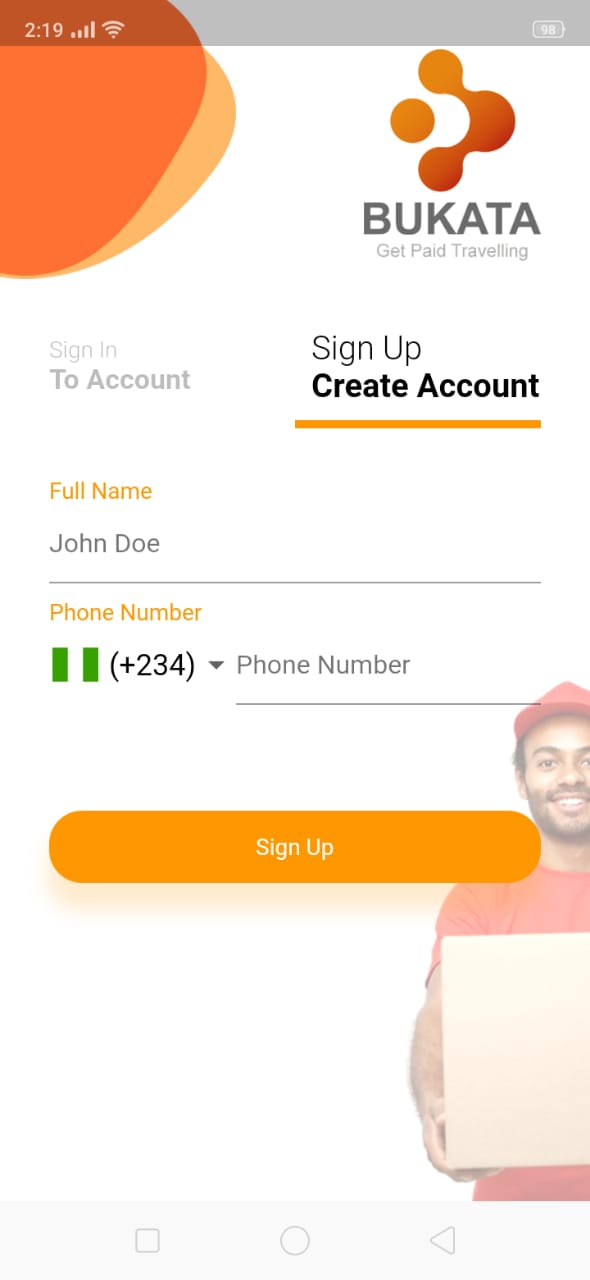 2:19
98
BUKATA
Get Paid Travelling
Sign In
To Account
Sign Up
Create Account
Full Name
John Doe
Phone Number
(+234)
Phone Number
Sign Up